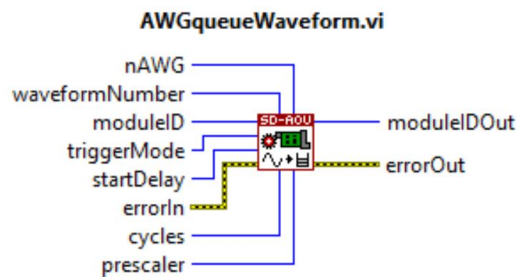 AWGqueueWaveform.vi
nAWG
waveformNumber
moduleID
triggerMode
startDelay
errorIn
cycles
prescaler
SD-AOU
moduleIDOut
errorOut